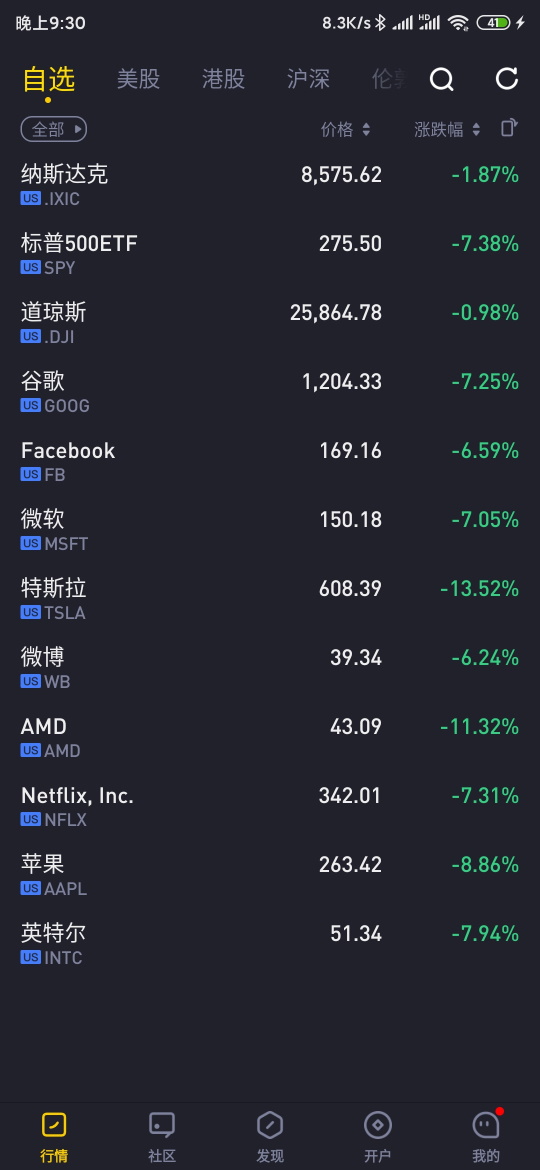 晚上9:30 8.3K/s HD 41
自选 美股 港股 沪深 伦敦
全部 价格 涨跌幅
纳斯达克 8,575.62 -1.87%
US .IXIC
标普500ETF 275.50 -7.38%
US SPY
道琼斯 25,864.78 -0.98%
US .DJI
谷歌 1,204.33 -7.25%
US GOOG
Facebook 169.16 -6.59%
US FB
微软 150.18 -7.05%
US MSFT
特斯拉 608.39 -13.52%
US TSLA
微博 39.34 -6.24%
US WB
AMD 43.09 -11.32%
US AMD
Netflix, Inc. 342.01 -7.31%
US NFLX
苹果 263.42 -8.86%
US AAPL
英特尔 51.34 -7.94%
US INTC
行情 社区 发现 开户 我的